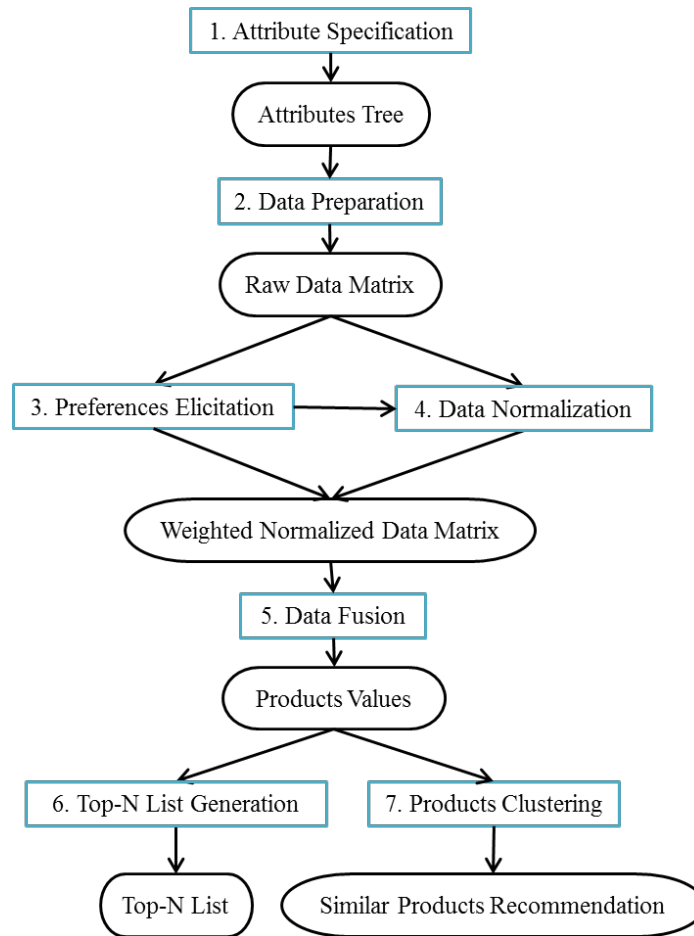 1. Attribute Specification
Attributes Tree
2. Data Preparation
Raw Data Matrix
3. Preferences Elicitation
4. Data Normalization
Weighted Normalized Data Matrix
5. Data Fusion
Products Values
6. Top-N List Generation
7. Products Clustering
Top-N List
Similar Products Recommendation